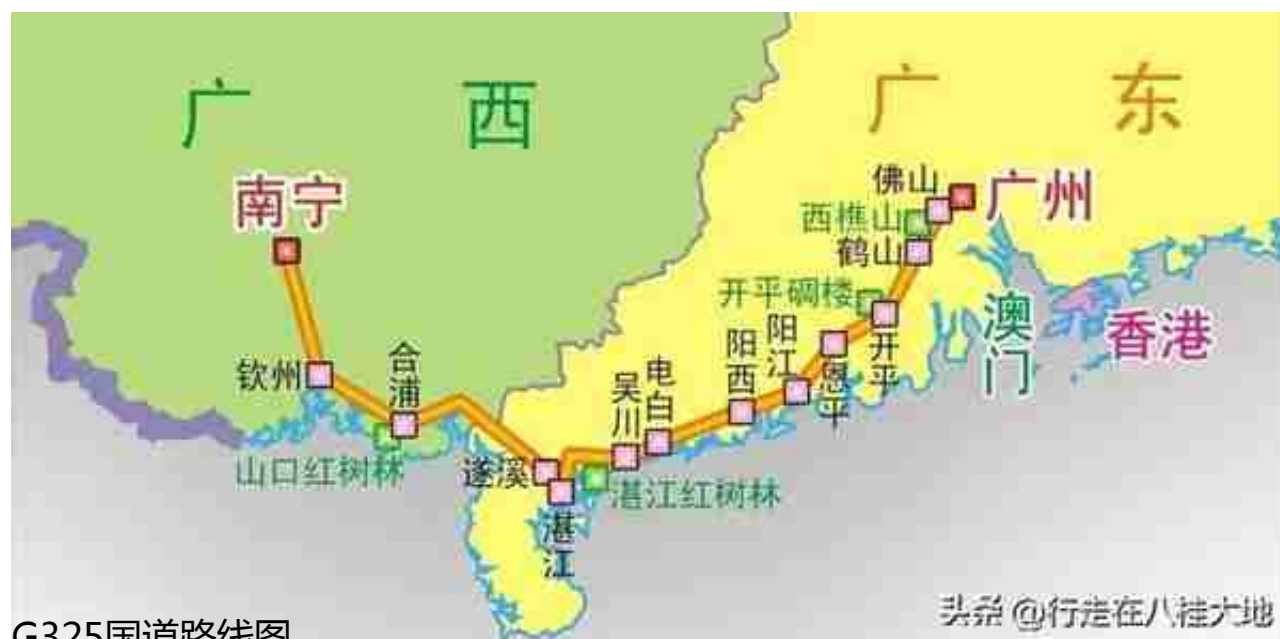 广西
广东
南宁
佛山
广州
西樵山
鹤山
开平碉楼
澳门
香港
阳江
阳西
开平
恩平
钦州
合浦
电白
吴川
山口红树林
遂溪
湛江红树林
湛江
头条 @行走在八桂大地
G325国道路线图